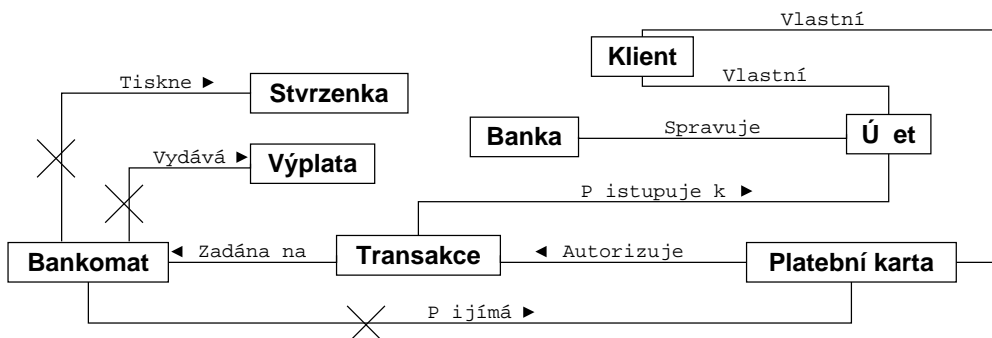 Vlastní
Klient
Tiskne ►
Stvrzenka
Vlastní
Banka
Spravuje
Ú et
Vydává ►
Výplata
P istupuje k ►
Bankomat
◄ Zadána na
Transakce
◄ Autorizuje
Platební karta
P ijímá ►